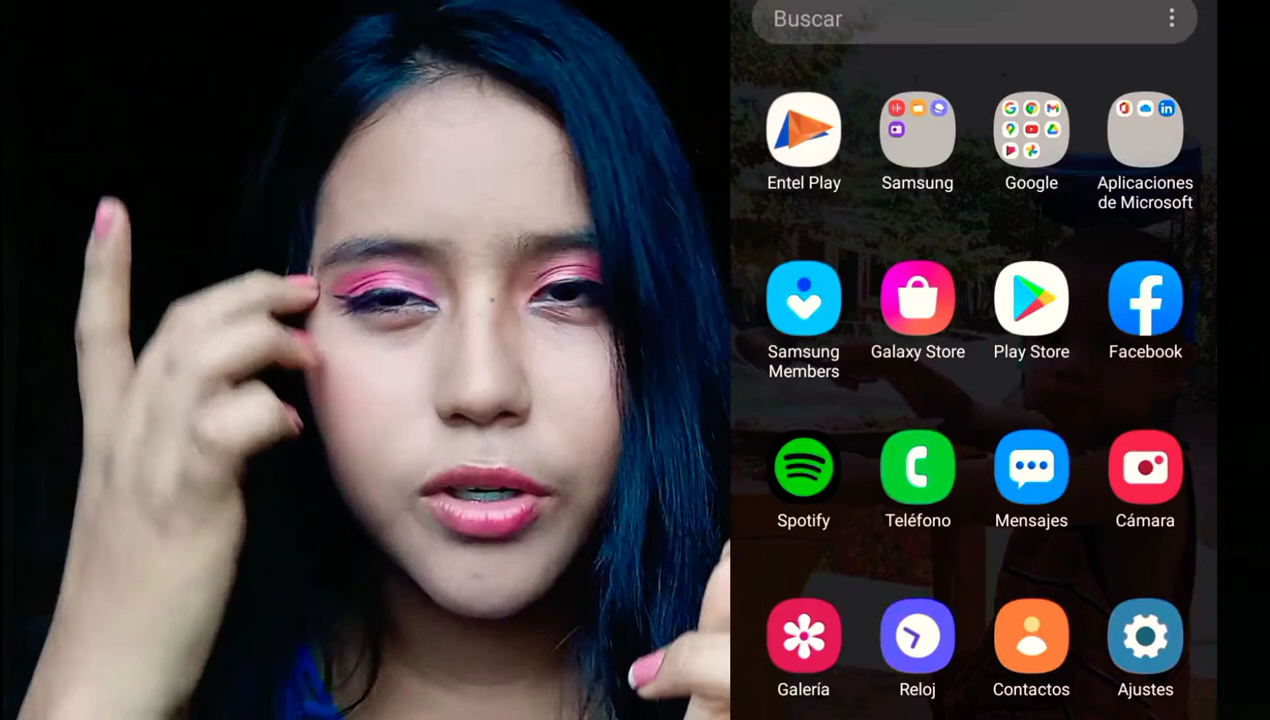 Buscar
Entel Play
Samsung
Google
Aplicaciones
de Microsoft
Samsung
Members
Galaxy Store
Play Store
Facebook
Spotify
Teléfono
Mensajes
Cámara
Galería
Reloj
Contactos
Ajustes